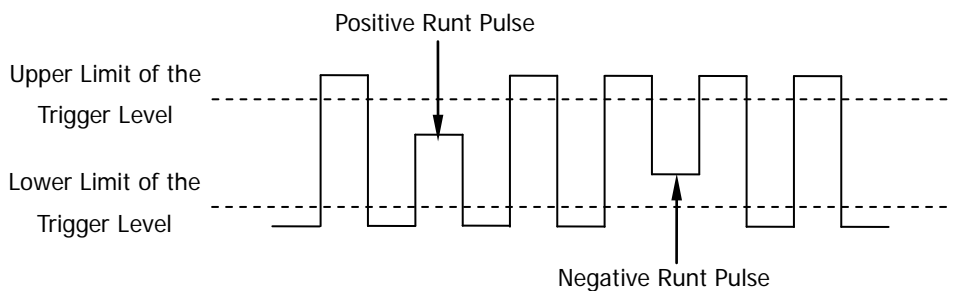 Positive Runt Pulse
Upper Limit of the
Trigger Level
Lower Limit of the
Trigger Level
Negative Runt Pulse